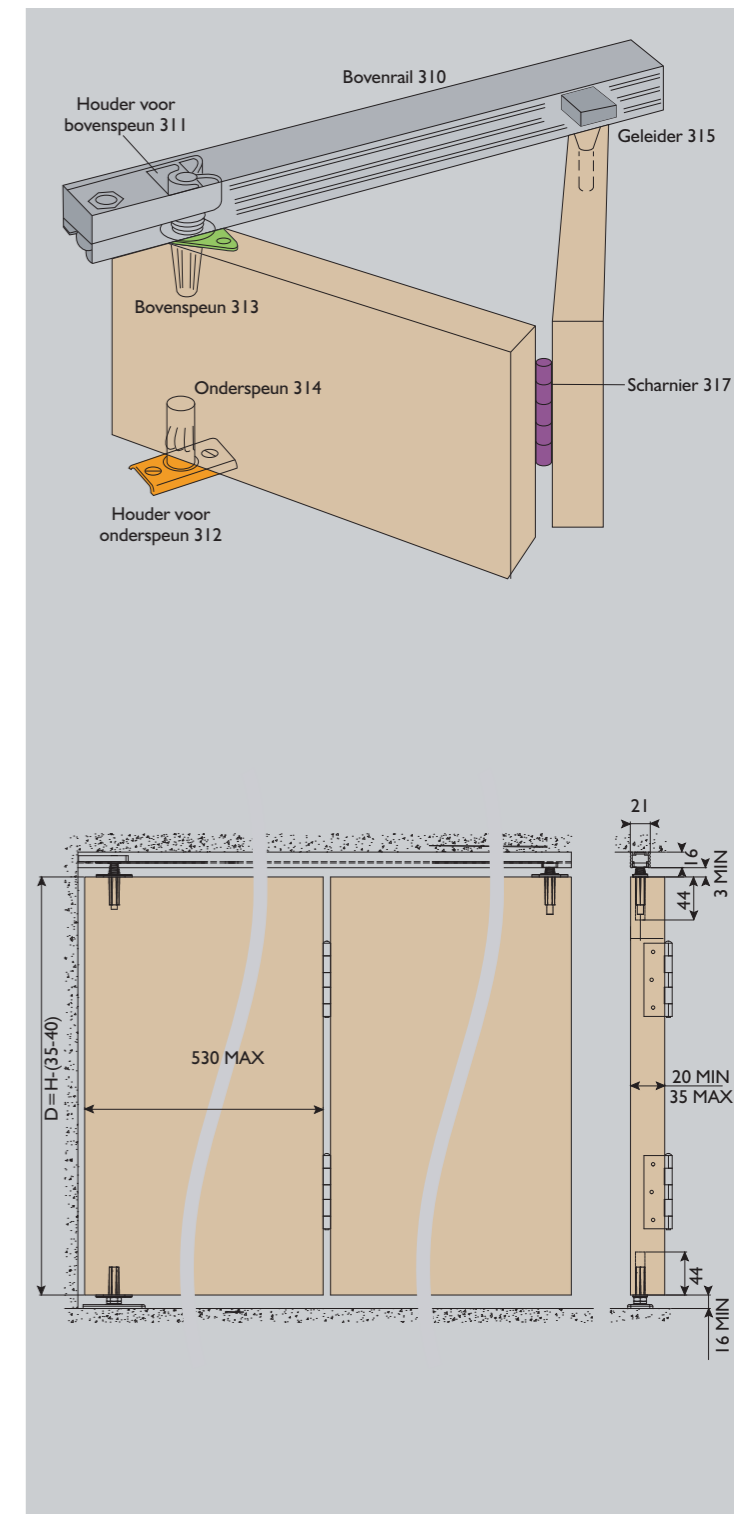 Bovenrail 310
Houder voor
bovenspeun 311
Geleider 315
Bovenspeun 313
Onderspeun 314
Scharnier 317
Houder voor
onderspeun 312
21
16
3 MIN
44
D=H-(35-40)
530 MAX
20 MIN
35 MAX
44
16 MIN